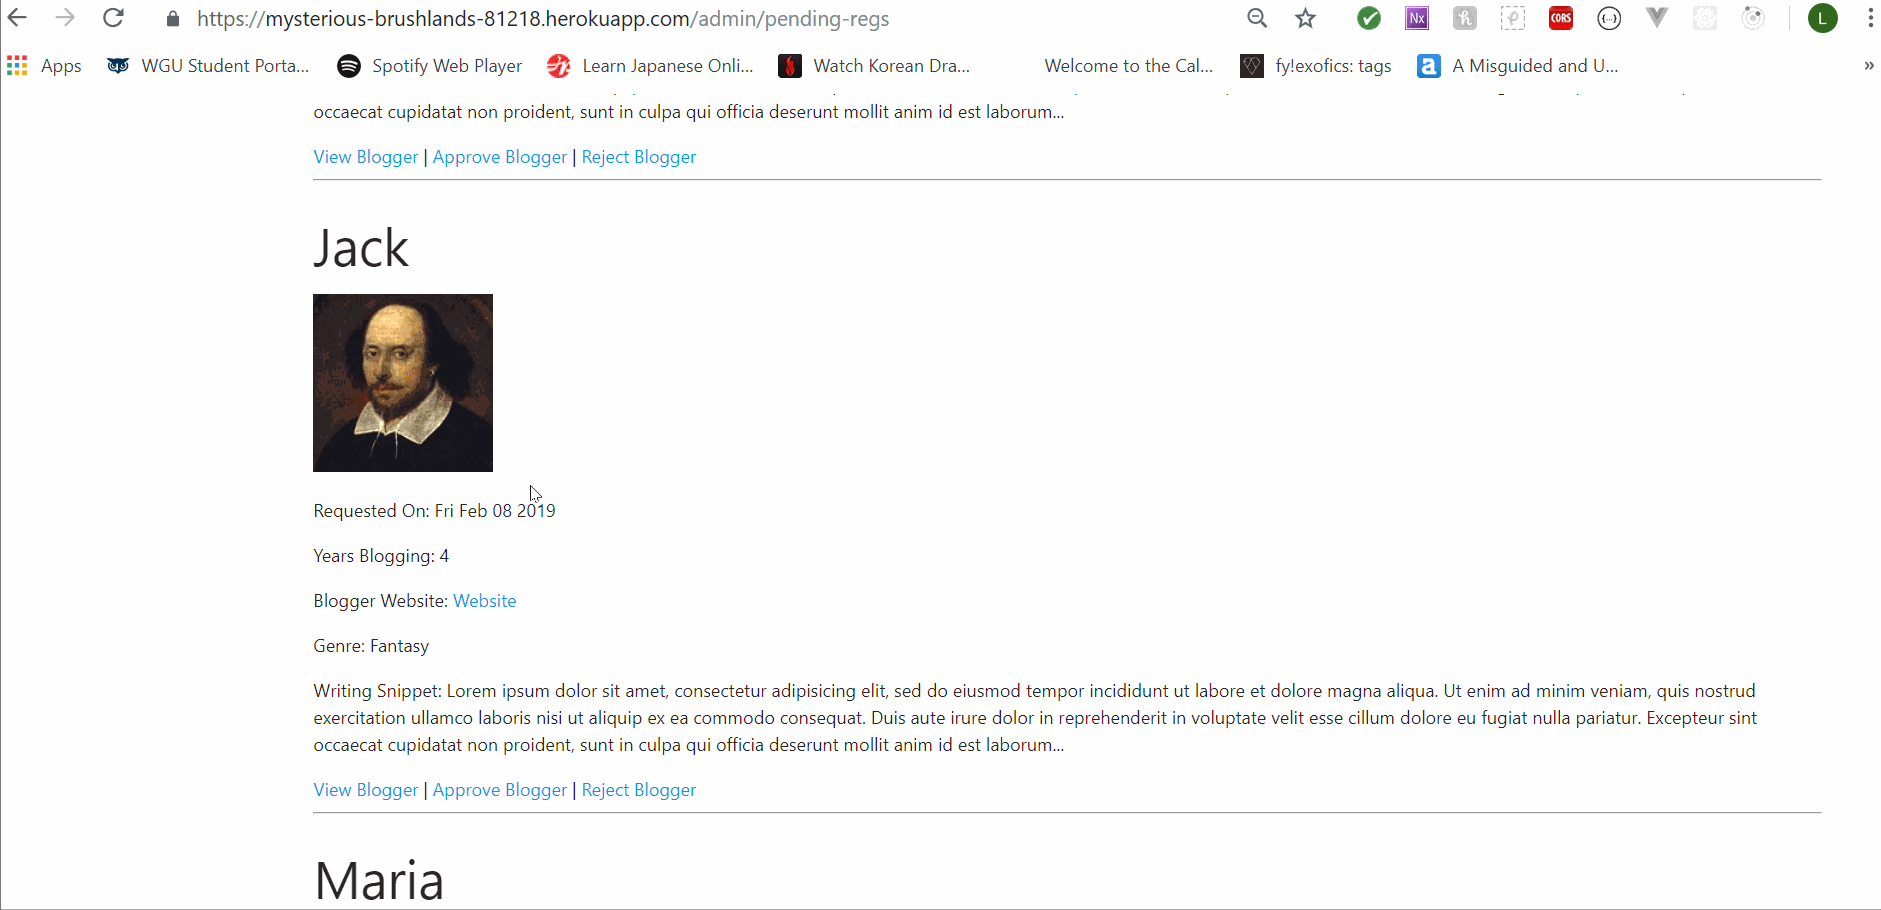 https://mysterious-brushlands-81218.herokuapp.com/admin/pending-regs
Nx
CORS
L
Apps
WGU Student Porta...
Spotify Web Player
Learn Japanese Onli...
Watch Korean Dra...
Welcome to the Cal...
fy!exofics: tags
A Misguided and U...
»
occaecat cupidatat non proident, sunt in culpa qui officia deserunt mollit anim id est laborum...
View Blogger | Approve Blogger | Reject Blogger
Jack
Requested On: Fri Feb 08 2019
Years Blogging: 4
Blogger Website: Website
Genre: Fantasy
Writing Snippet: Lorem ipsum dolor sit amet, consectetur adipisicing elit, sed do eiusmod tempor incididunt ut labore et dolore magna aliqua. Ut enim ad minim veniam, quis nostrud
exercitation ullamco laboris nisi ut aliquip ex ea commodo consequat. Duis aute irure dolor in reprehenderit in voluptate velit esse cillum dolore eu fugiat nulla pariatur. Excepteur sint
occaecat cupidatat non proident, sunt in culpa qui officia deserunt mollit anim id est laborum...
View Blogger | Approve Blogger | Reject Blogger
Maria